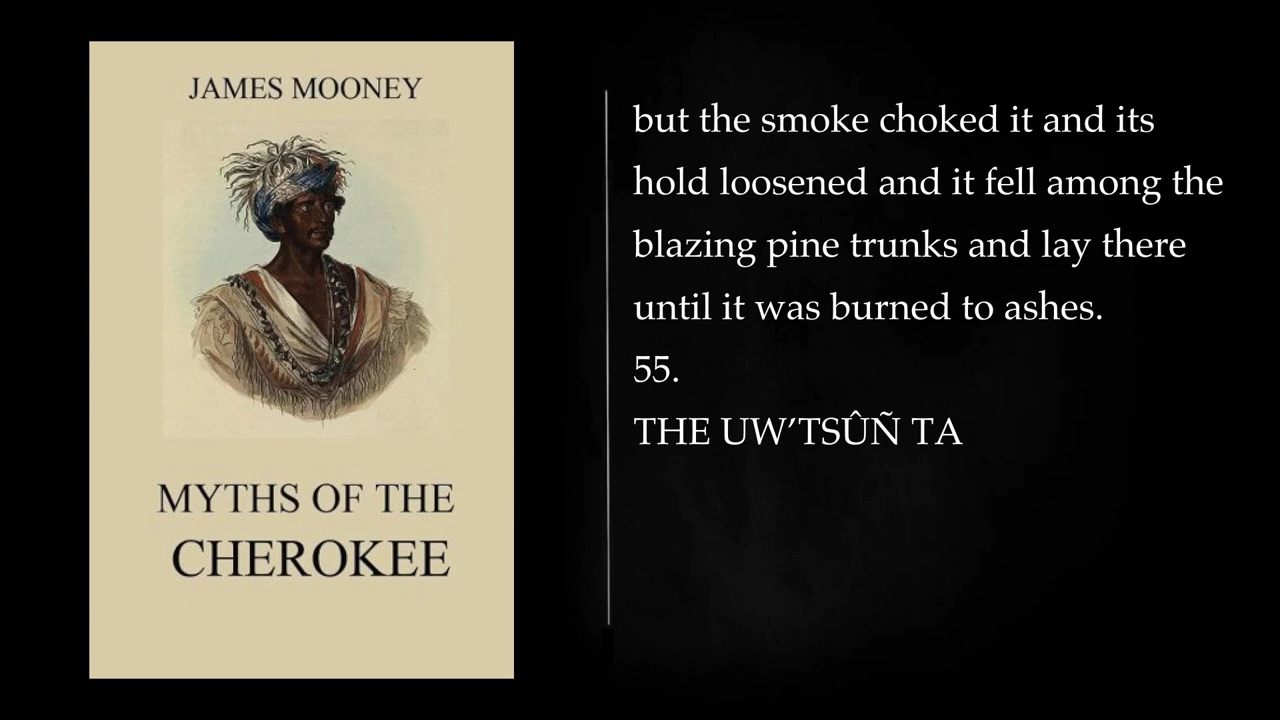 JAMES MOONEY
MYTHS OF THE
CHEROKEE
but the smoke choked it and its
hold loosened and it fell among the
blazing pine trunks and lay there
until it was burned to ashes.
55.
THE UW’TSÛÑ TA